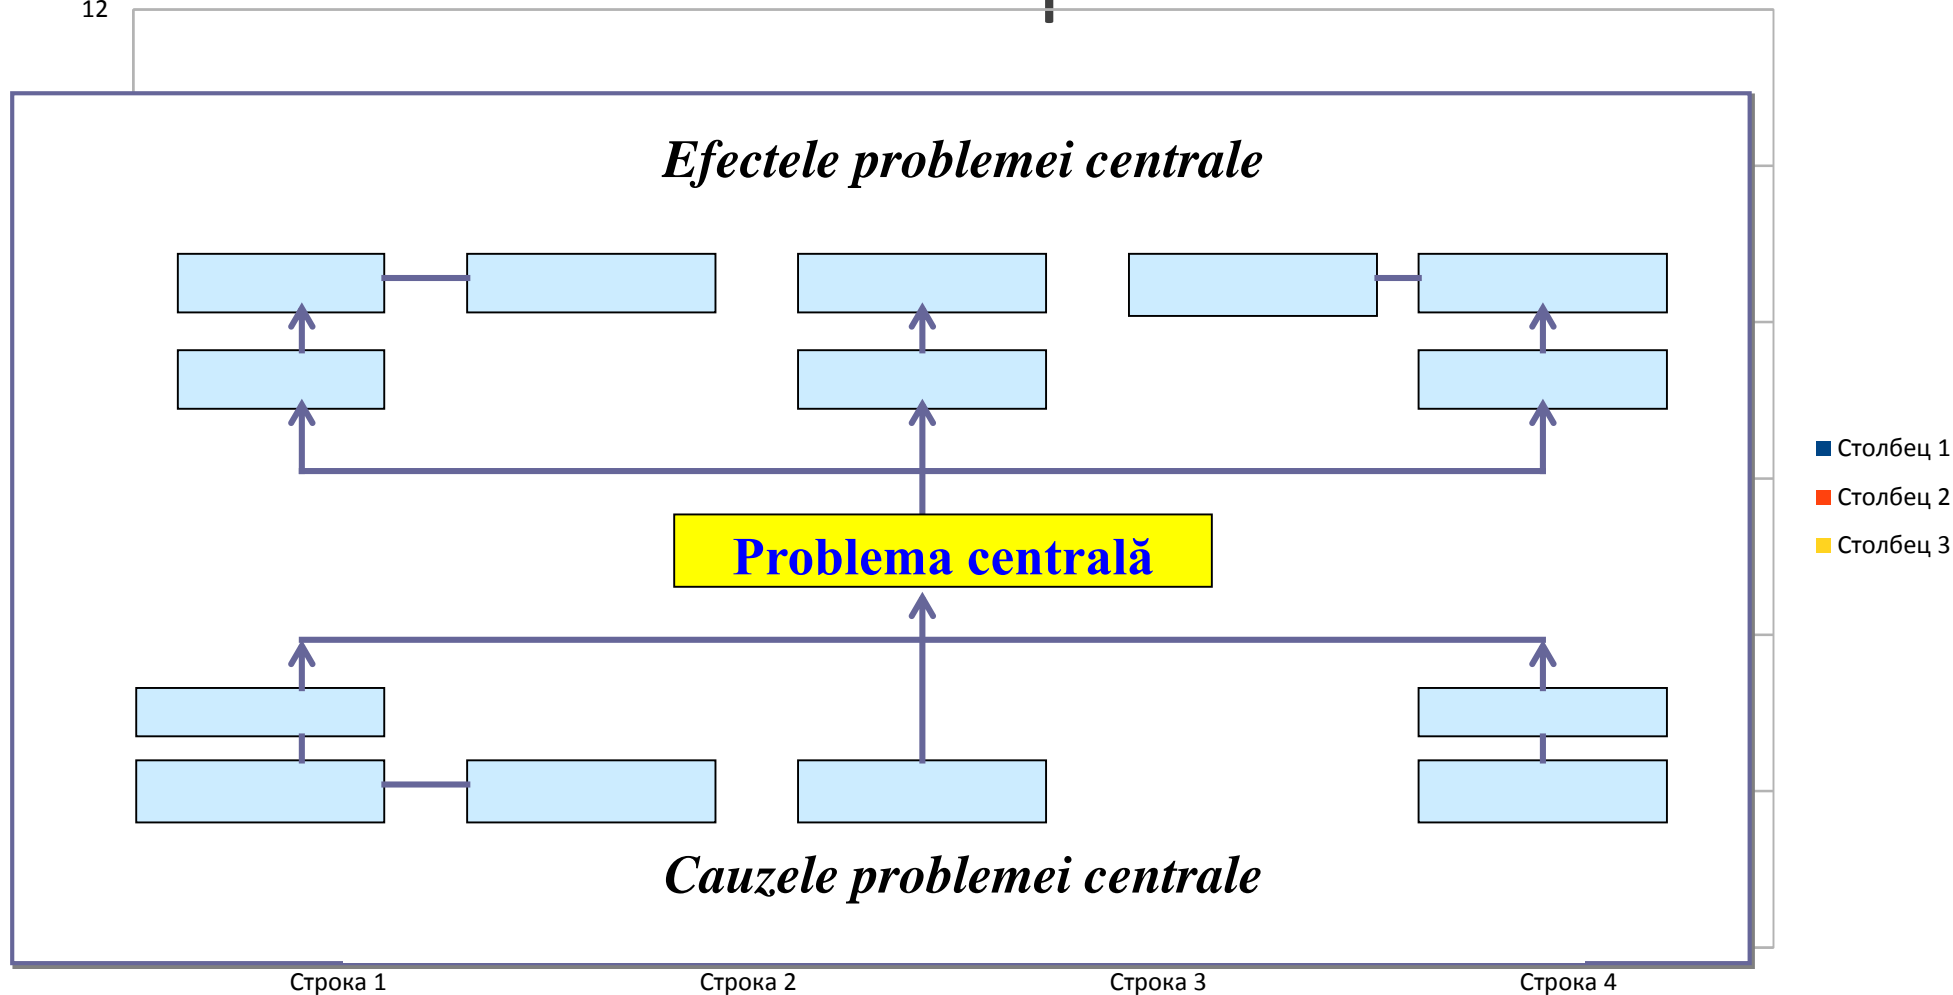 12
Efectele problemei centrale
Problema centrală
Cauzele problemei centrale
Столбец 1
Столбец 2
Столбец 3
Строка 1
Строка 2
Строка 3
Строка 4